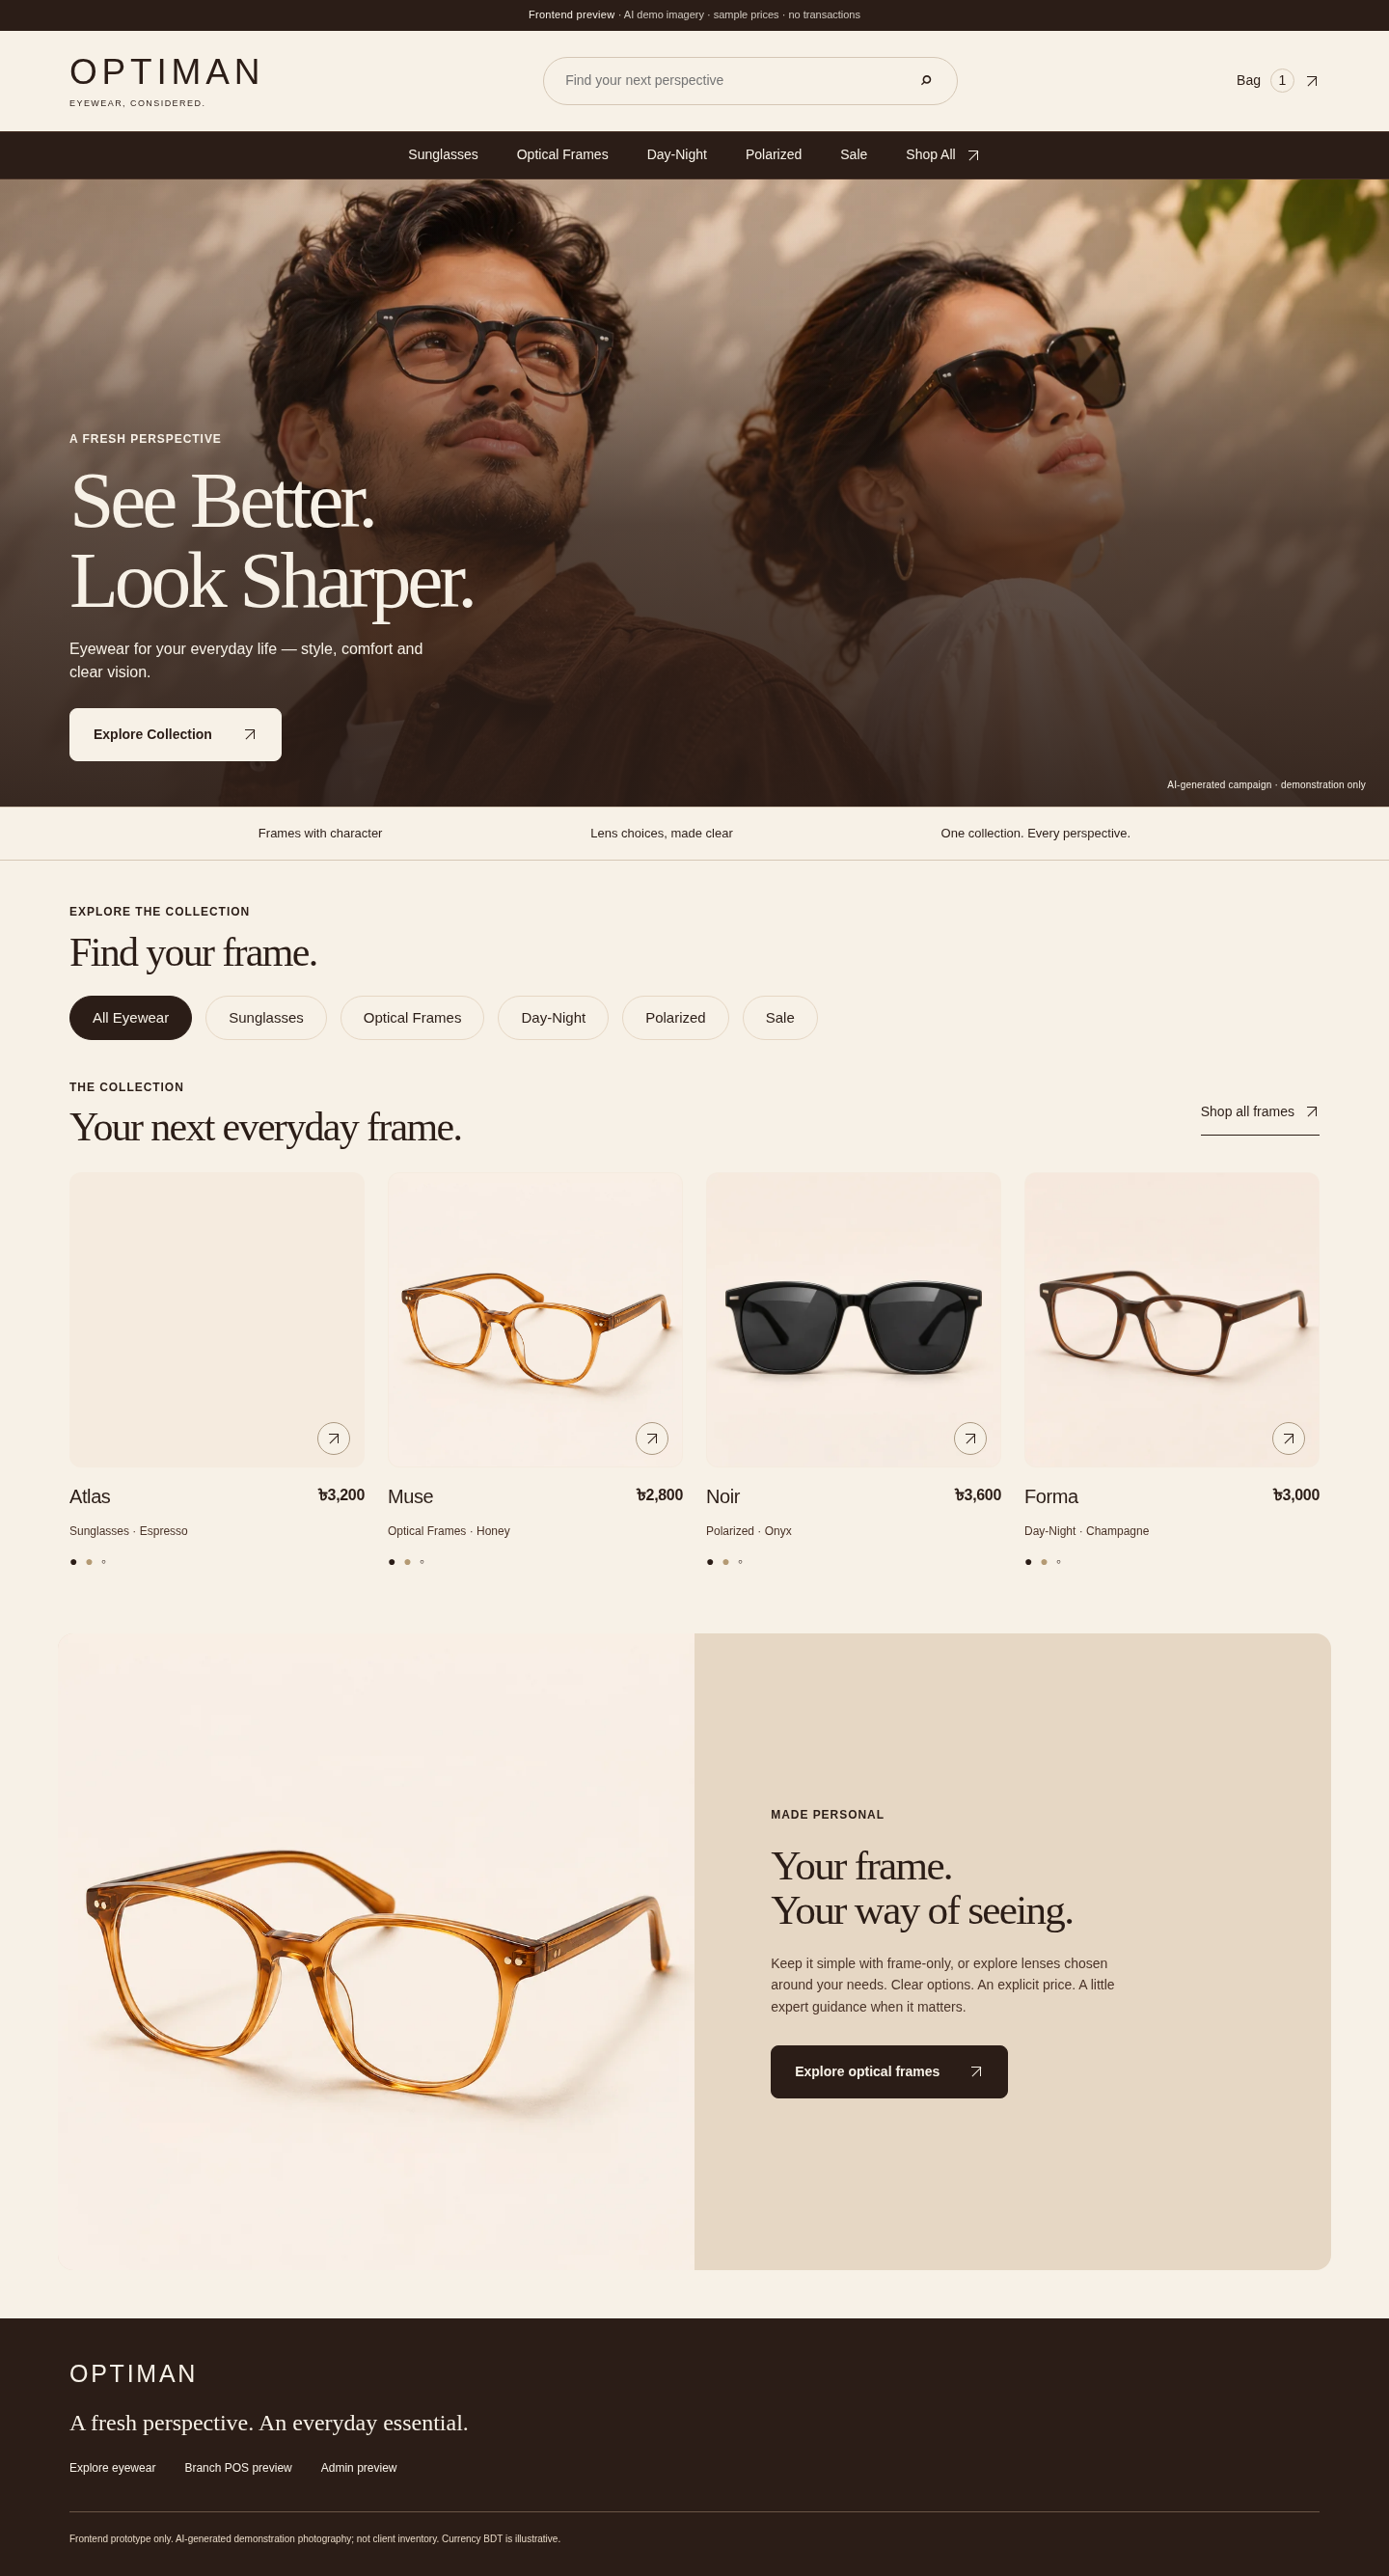 Frontend preview · AI demo imagery · sample prices · no transactions
OPTIMAN
EYEWEAR, CONSIDERED.
Find your next perspective
Bag 1
Sunglasses Optical Frames Day-Night Polarized Sale Shop All
A FRESH PERSPECTIVE
See Better.
Look Sharper.
Eyewear for your everyday life — style, comfort and
clear vision.
Explore Collection
AI-generated campaign · demonstration only
Frames with character Lens choices, made clear One collection. Every perspective.
EXPLORE THE COLLECTION
Find your frame.
All Eyewear Sunglasses Optical Frames Day-Night Polarized Sale
THE COLLECTION
Your next everyday frame.
Shop all frames
Atlas ৳3,200 Muse ৳2,800 Noir ৳3,600 Forma ৳3,000
Sunglasses · Espresso Optical Frames · Honey Polarized · Onyx Day-Night · Champagne
MADE PERSONAL
Your frame.
Your way of seeing.
Keep it simple with frame-only, or explore lenses chosen
around your needs. Clear options. An explicit price. A little
expert guidance when it matters.
Explore optical frames
OPTIMAN
A fresh perspective. An everyday essential.
Explore eyewear Branch POS preview Admin preview
Frontend prototype only. AI-generated demonstration photography; not client inventory. Currency BDT is illustrative.